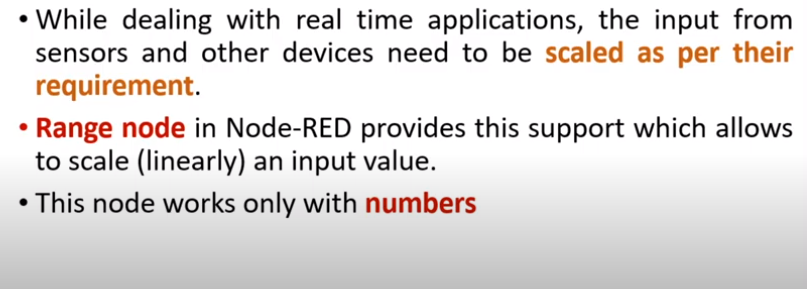 • While dealing with real time applications, the input from
sensors and other devices need to be scaled as per their
requirement.
• Range node in Node-RED provides this support which allows
to scale (linearly) an input value.
• This node works only with numbers